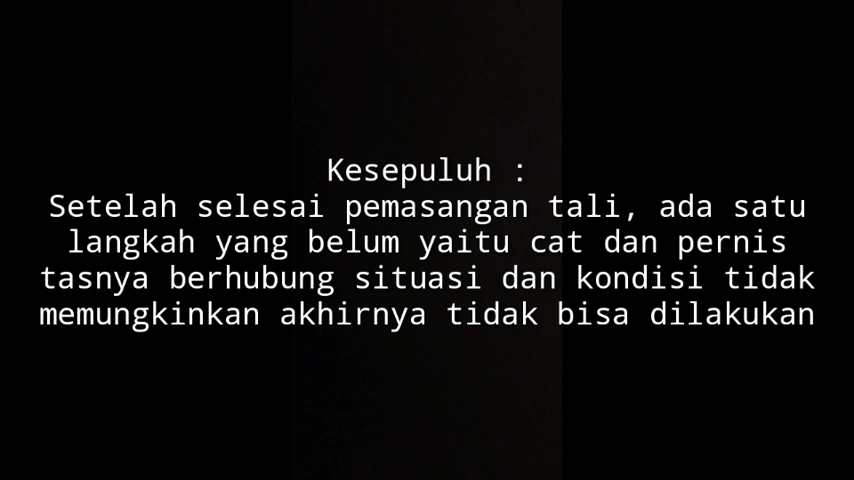 Kesepuluh :
Setelah selesai pemasangan tali, ada satu
langkah yang belum yaitu cat dan pernis
tasnya berhubung situasi dan kondisi tidak
memungkinkan akhirnya tidak bisa dilakukan